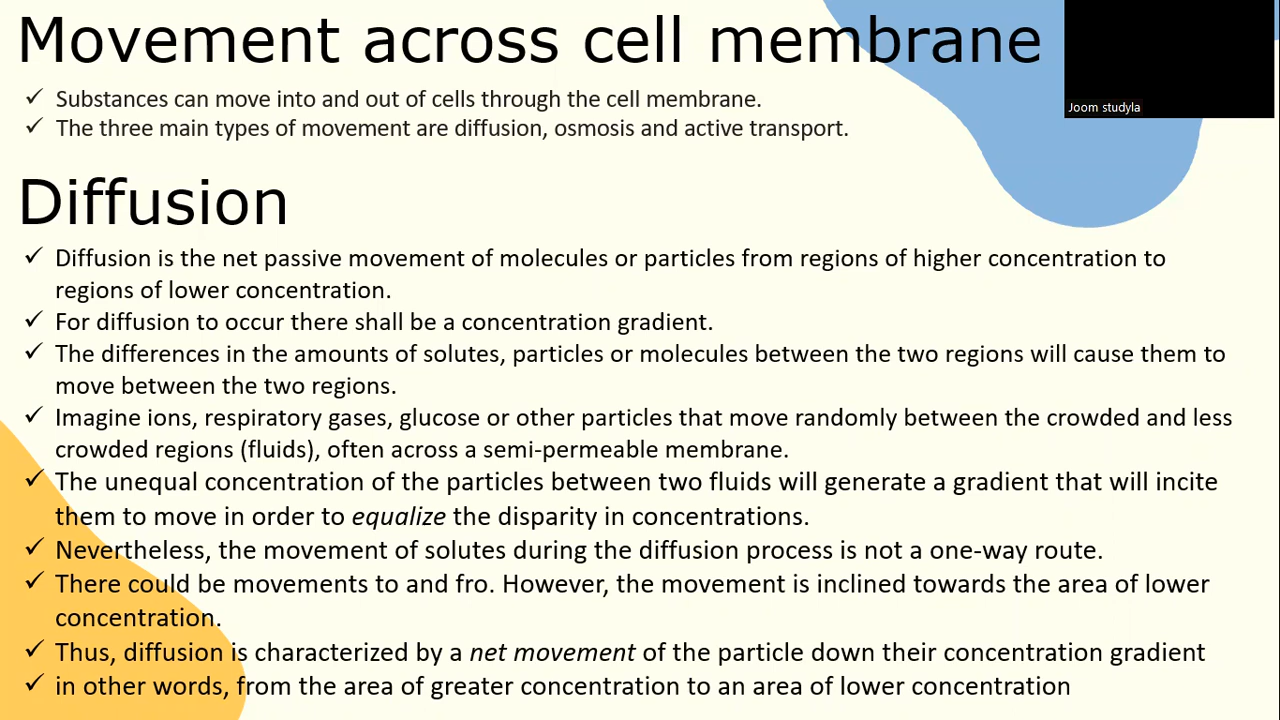 Movement across cell membrane
Joom studyla
✓ Substances can move into and out of cells through the cell membrane.
✓ The three main types of movement are diffusion, osmosis and active transport.
Diffusion
✓ Diffusion is the net passive movement of molecules or particles from regions of higher concentration to
regions of lower concentration.
✓ For diffusion to occur there shall be a concentration gradient.
✓ The differences in the amounts of solutes, particles or molecules between the two regions will cause them to
move between the two regions.
✓ Imagine ions, respiratory gases, glucose or other particles that move randomly between the crowded and less
crowded regions (fluids), often across a semi-permeable membrane.
✓ The unequal concentration of the particles between two fluids will generate a gradient that will incite
them to move in order to equalize the disparity in concentrations.
✓ Nevertheless, the movement of solutes during the diffusion process is not a one-way route.
✓ There could be movements to and fro. However, the movement is inclined towards the area of lower
concentration.
✓ Thus, diffusion is characterized by a net movement of the particle down their concentration gradient
✓ in other words, from the area of greater concentration to an area of lower concentration